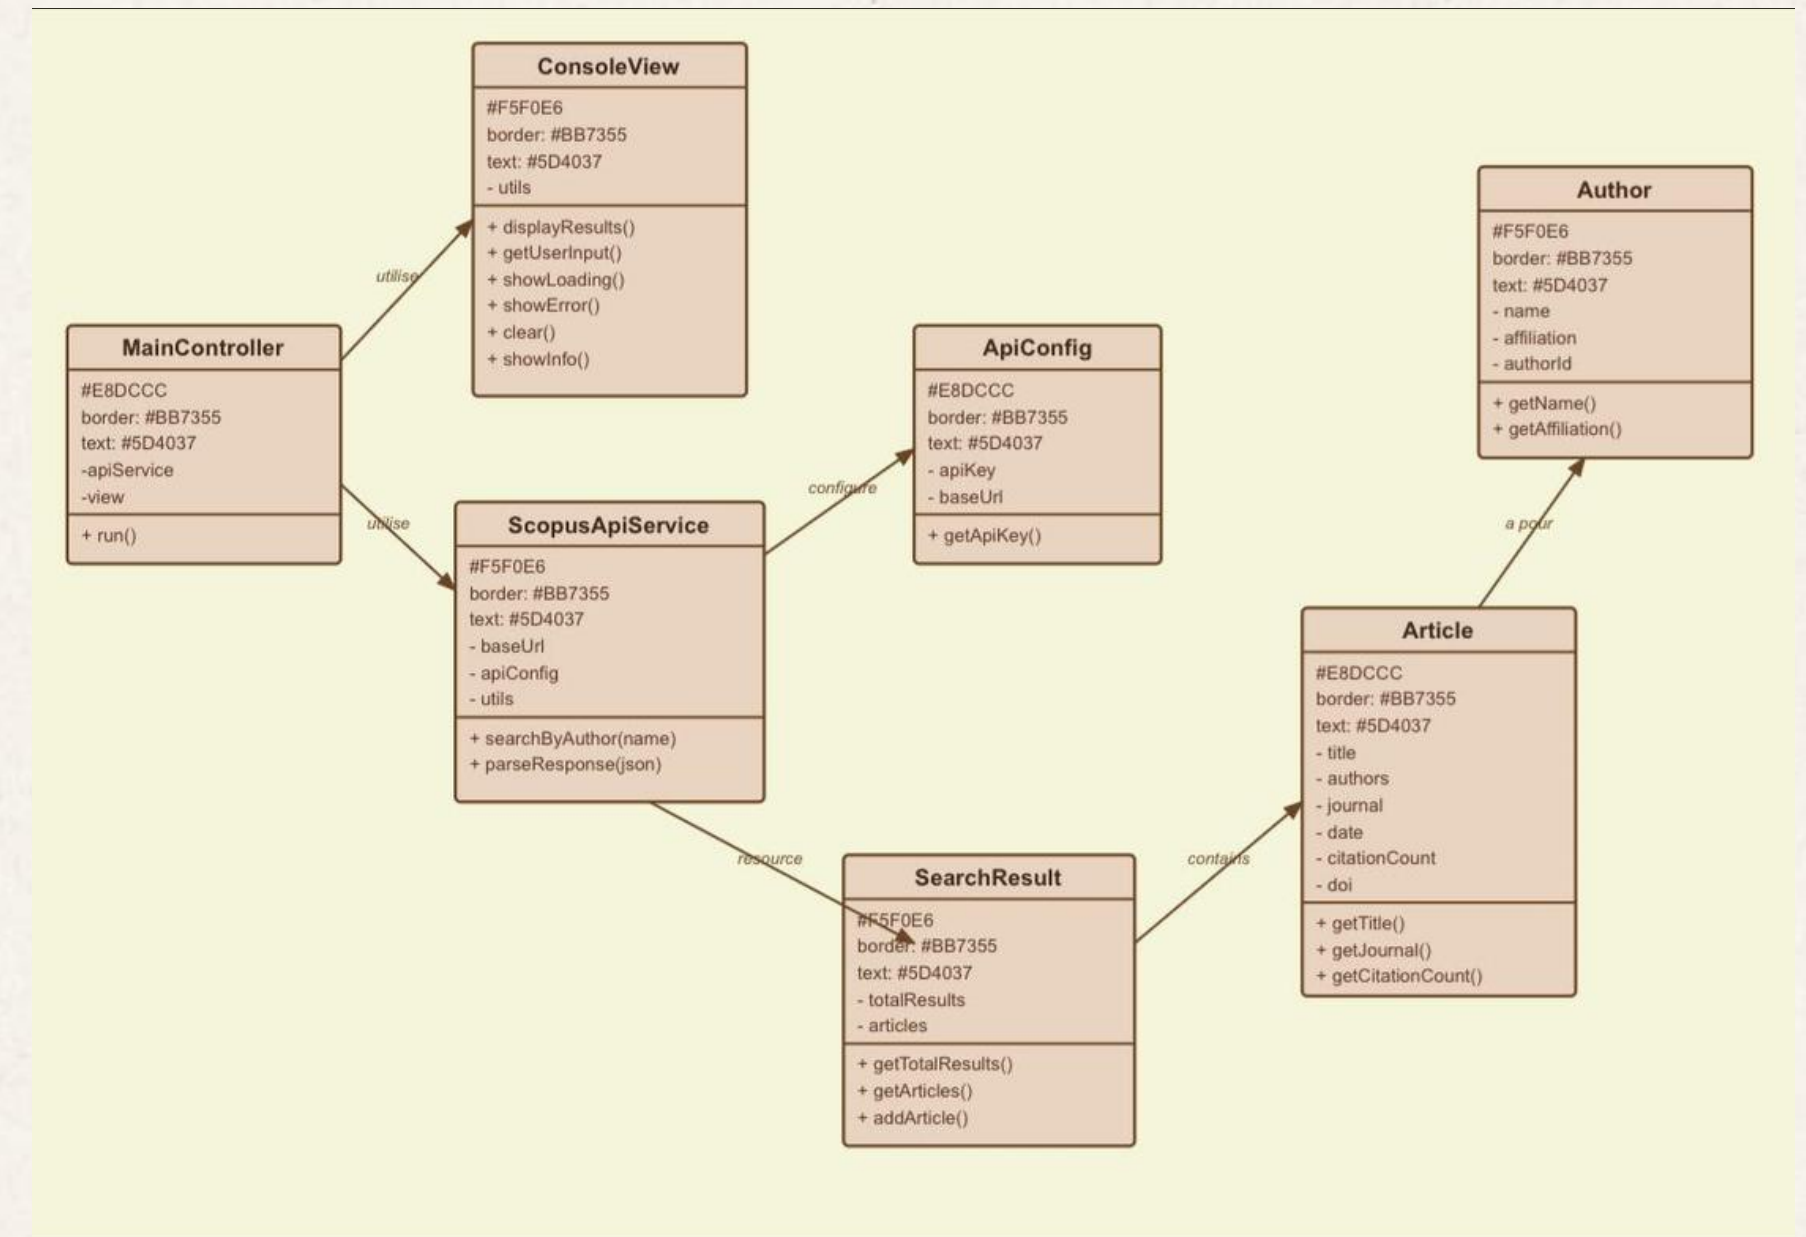 ConsoleView
#F5F0E6
border: #BB7355
text: #5D4037
- utils
+ displayResults()
+ getUserInput()
+ showLoading()
+ showError()
+ clear()
+ showInfo()
utilise
MainController
#E8DCCC
border: #BB7355
text: #5D4037
-apiService
-view
+ run()
utilise
ScopusApiService
#F5F0E6
border: #BB7355
text: #5D4037
- baseUrl
- apiConfig
- utils
+ searchByAuthor(name)
+ parseResponse(json)
configure
ApiConfig
#E8DCCC
border: #BB7355
text: #5D4037
- apiKey
- baseUrl
+ getApiKey()
resource
SearchResult
#F5F0E6
border: #BB7355
text: #5D4037
- totalResults
- articles
+ getTotalResults()
+ getArticles()
+ addArticle()
contains
Article
#E8DCCC
border: #BB7355
text: #5D4037
- title
- authors
- journal
- date
- citationCount
- doi
+ getTitle()
+ getJournal()
+ getCitationCount()
a pour
Author
#F5F0E6
border: #BB7355
text: #5D4037
- name
- affiliation
- authorId
+ getName()
+ getAffiliation()